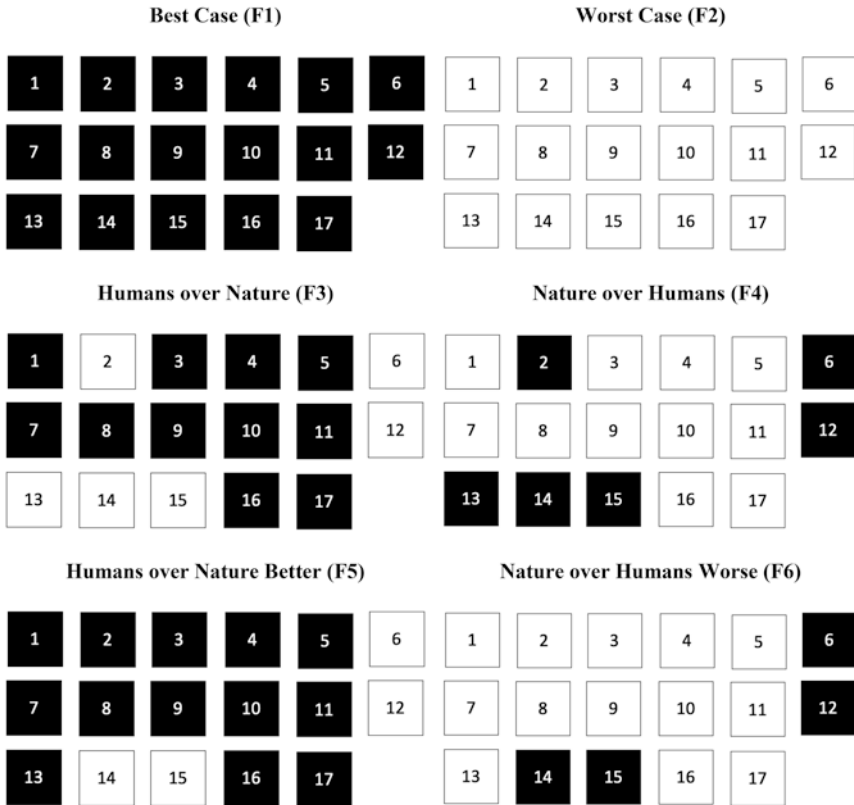 Best Case (F1)
1 2 3 4 5 6
7 8 9 10 11 12
13 14 15 16 17
Worst Case (F2)
1 2 3 4 5 6
7 8 9 10 11 12
13 14 15 16 17
Humans over Nature (F3)
1 2 3 4 5 6
7 8 9 10 11 12
13 14 15 16 17
Nature over Humans (F4)
1 2 3 4 5 6
7 8 9 10 11 12
13 14 15 16 17
Humans over Nature Better (F5)
1 2 3 4 5 6
7 8 9 10 11 12
13 14 15 16 17
Nature over Humans Worse (F6)
1 2 3 4 5 6
7 8 9 10 11 12
13 14 15 16 17